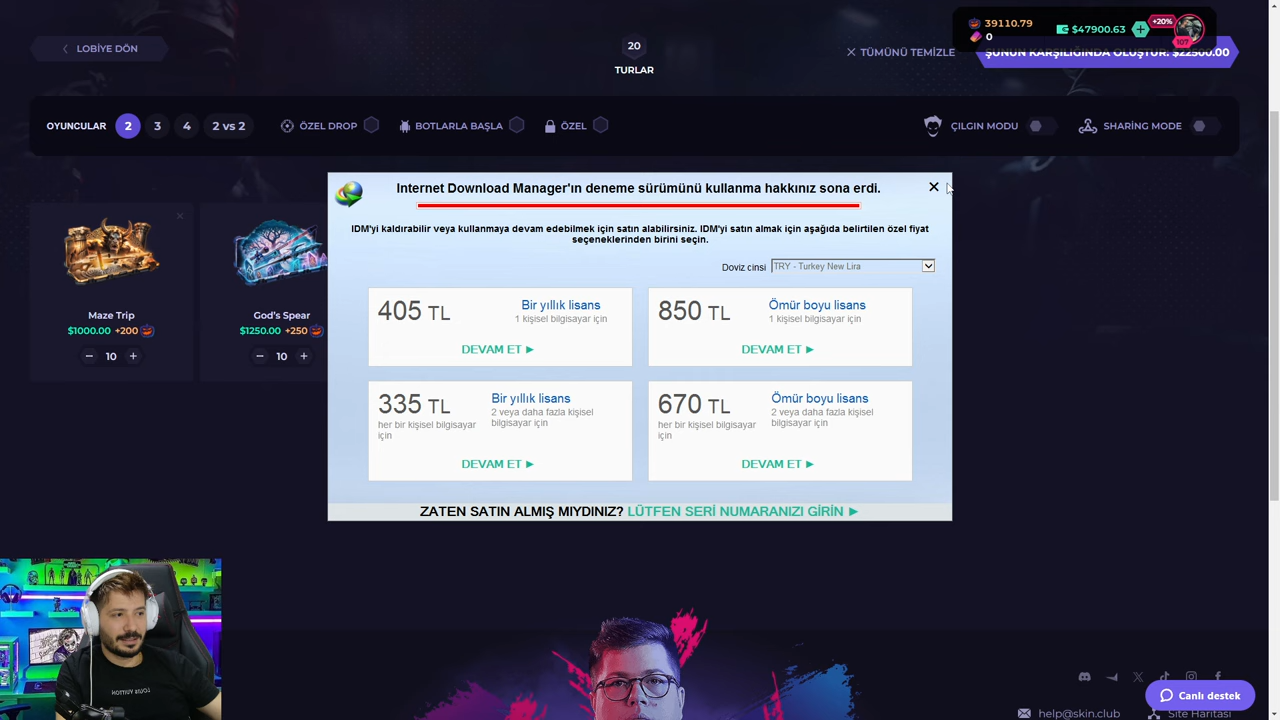 LOBİYE DÖN
20
TURLAR
TÜMÜNÜ TEMİZLE
ŞUNUN KARŞILIĞINDA OLUŞTUR: $22500.00
39110.79
0
$47900.63
+20%
107
OYUNCULAR
2
3
4
2 vs 2
ÖZEL DROP
BOTLARLA BAŞLA
ÖZEL
ÇILGIN MODU
SHARING MODE
Maze Trip
$1000.00 +200
10
God's Spear
$1250.00 +250
10
Internet Download Manager'ın deneme sürümünü kullanma hakkınız sona erdi.
IDM'yi kaldırabilir veya kullanmaya devam edebilmek için satın alabilirsiniz. IDM'yi satın almak için aşağıda belirtilen özel fiyat
seçeneklerinden birini seçin.
Doviz cinsi
TRY - Turkey New Lira
405 TL
Bir yıllık lisans
1 kişisel bilgisayar için
DEVAM ET ►
850 TL
Ömür boyu lisans
1 kişisel bilgisayar için
DEVAM ET ►
335 TL
her bir kişisel bilgisayar
için
Bir yıllık lisans
2 veya daha fazla kişisel
bilgisayar için
DEVAM ET ►
670 TL
her bir kişisel bilgisayar
için
Ömür boyu lisans
2 veya daha fazla kişisel
bilgisayar için
DEVAM ET ►
ZATEN SATIN ALMIŞ MIYDINIZ? LÜTFEN SERİ NUMARANIZI GİRİN ►
Canlı destek
help@skin.club
Site Haritası